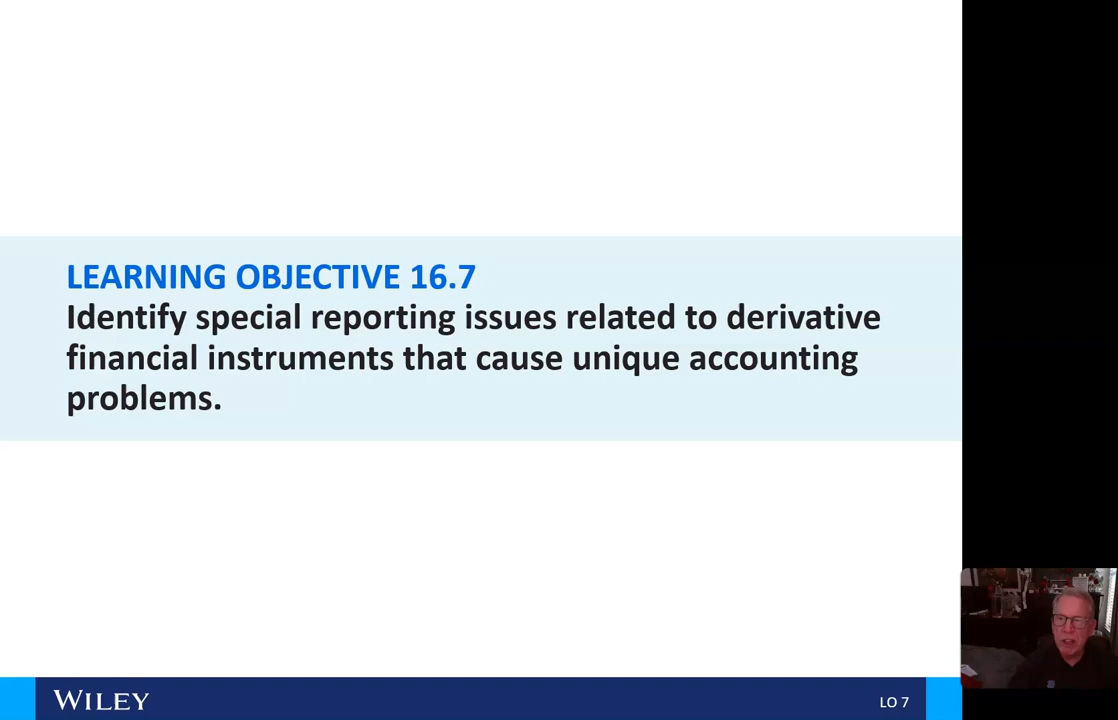 LEARNING OBJECTIVE 16.7
Identify special reporting issues related to derivative
financial instruments that cause unique accounting
problems.
WILEY
LO 7